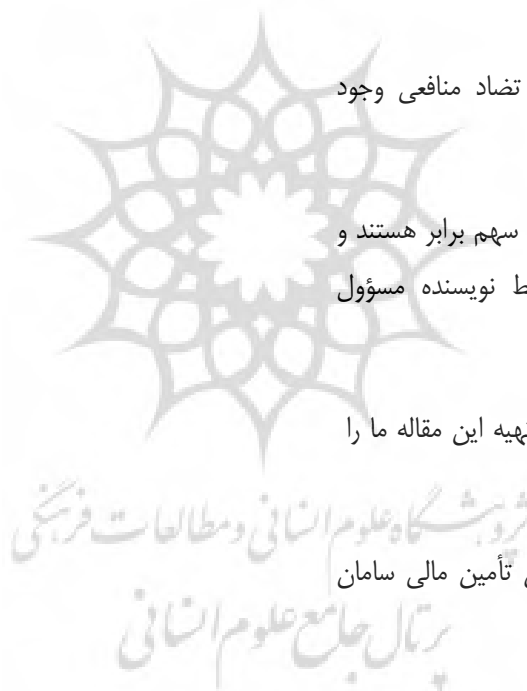 تضاد منافعی وجود
سهم برابر هستند و
ط نویسنده مسؤول
تهیه این مقاله ما را
پژوهشگاه علوم انسانی و مطالعات فرهنگی
تأمین مالی سامان
پرتال جامع علوم انسانی